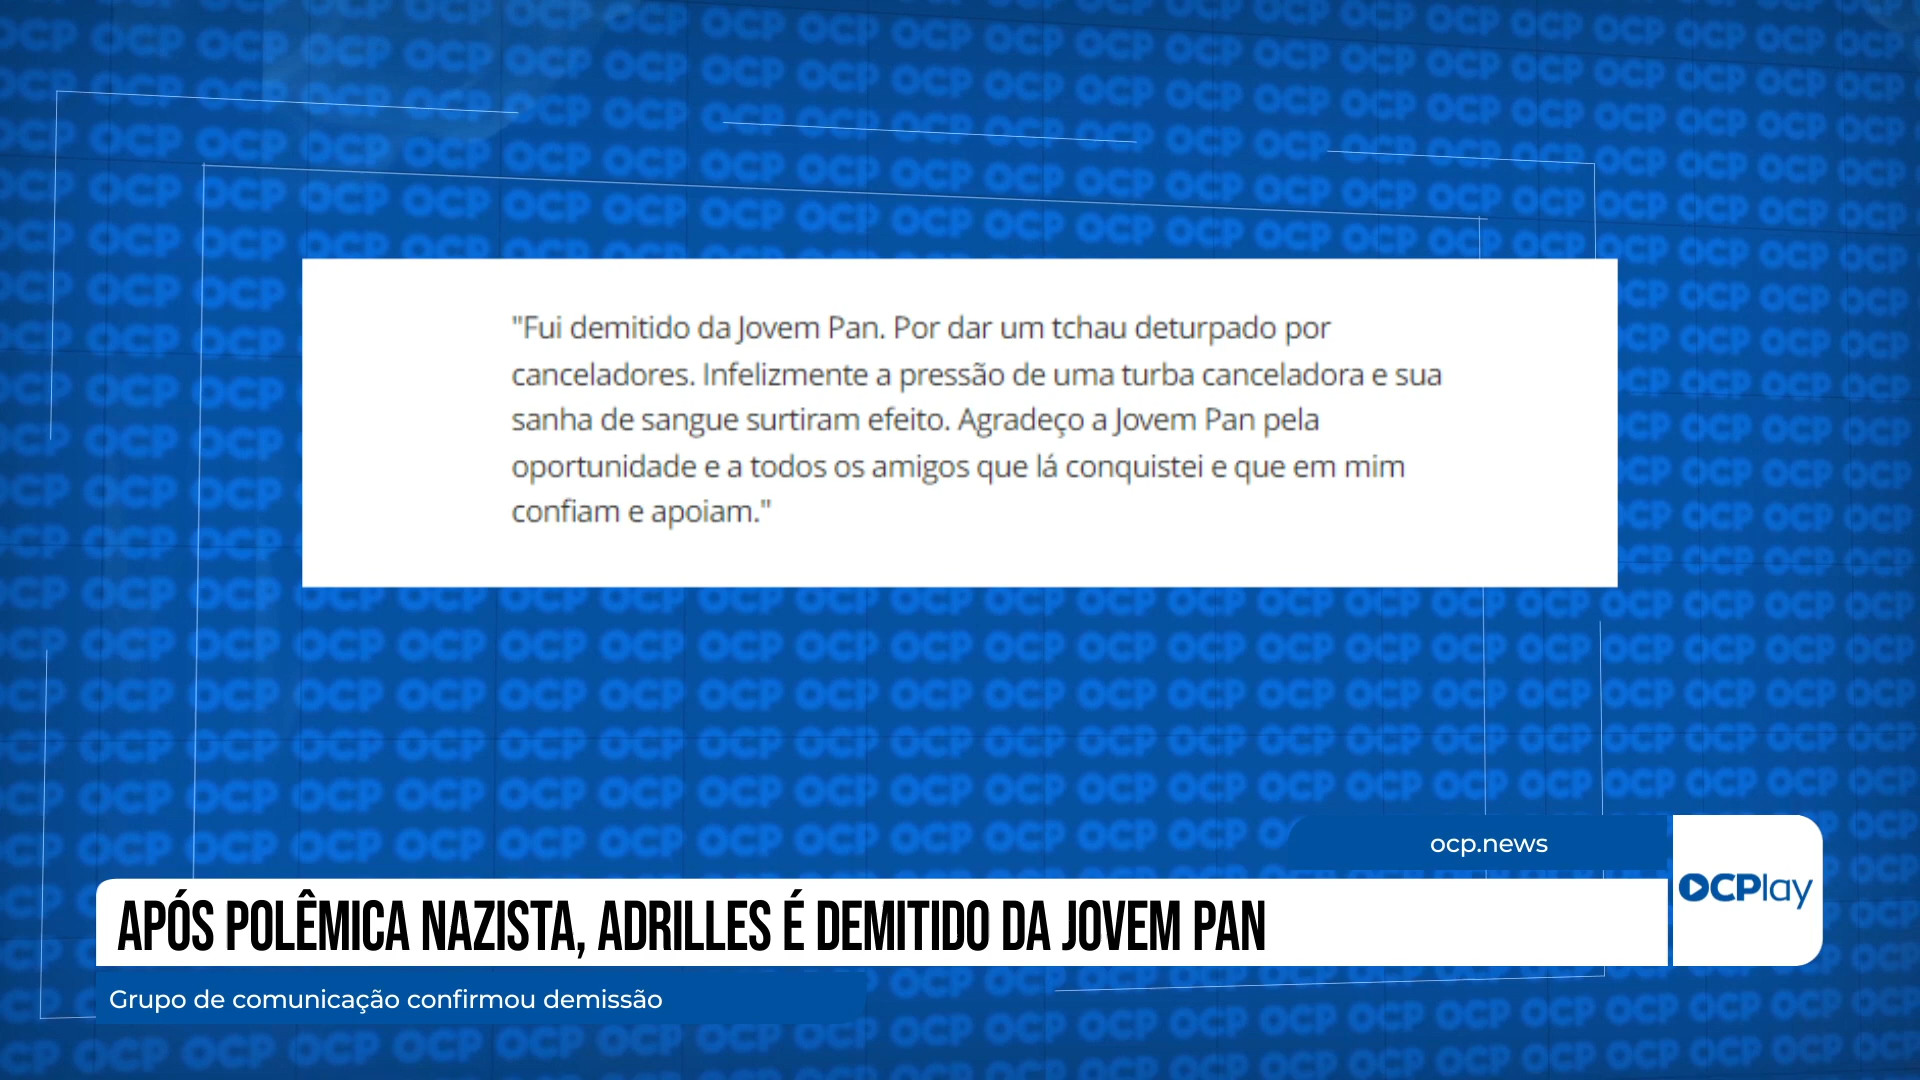 "Fui demitido da Jovem Pan. Por dar um tchau deturpado por
canceladores. Infelizmente a pressão de uma turba canceladora e sua
sanha de sangue surtiram efeito. Agradeço a Jovem Pan pela
oportunidade e a todos os amigos que lá conquistei e que em mim
confiam e apoiam."
ocp.news
OCPlay
APÓS POLÊMICA NAZISTA, ADRILLES É DEMITIDO DA JOVEM PAN
Grupo de comunicação confirmou demissão